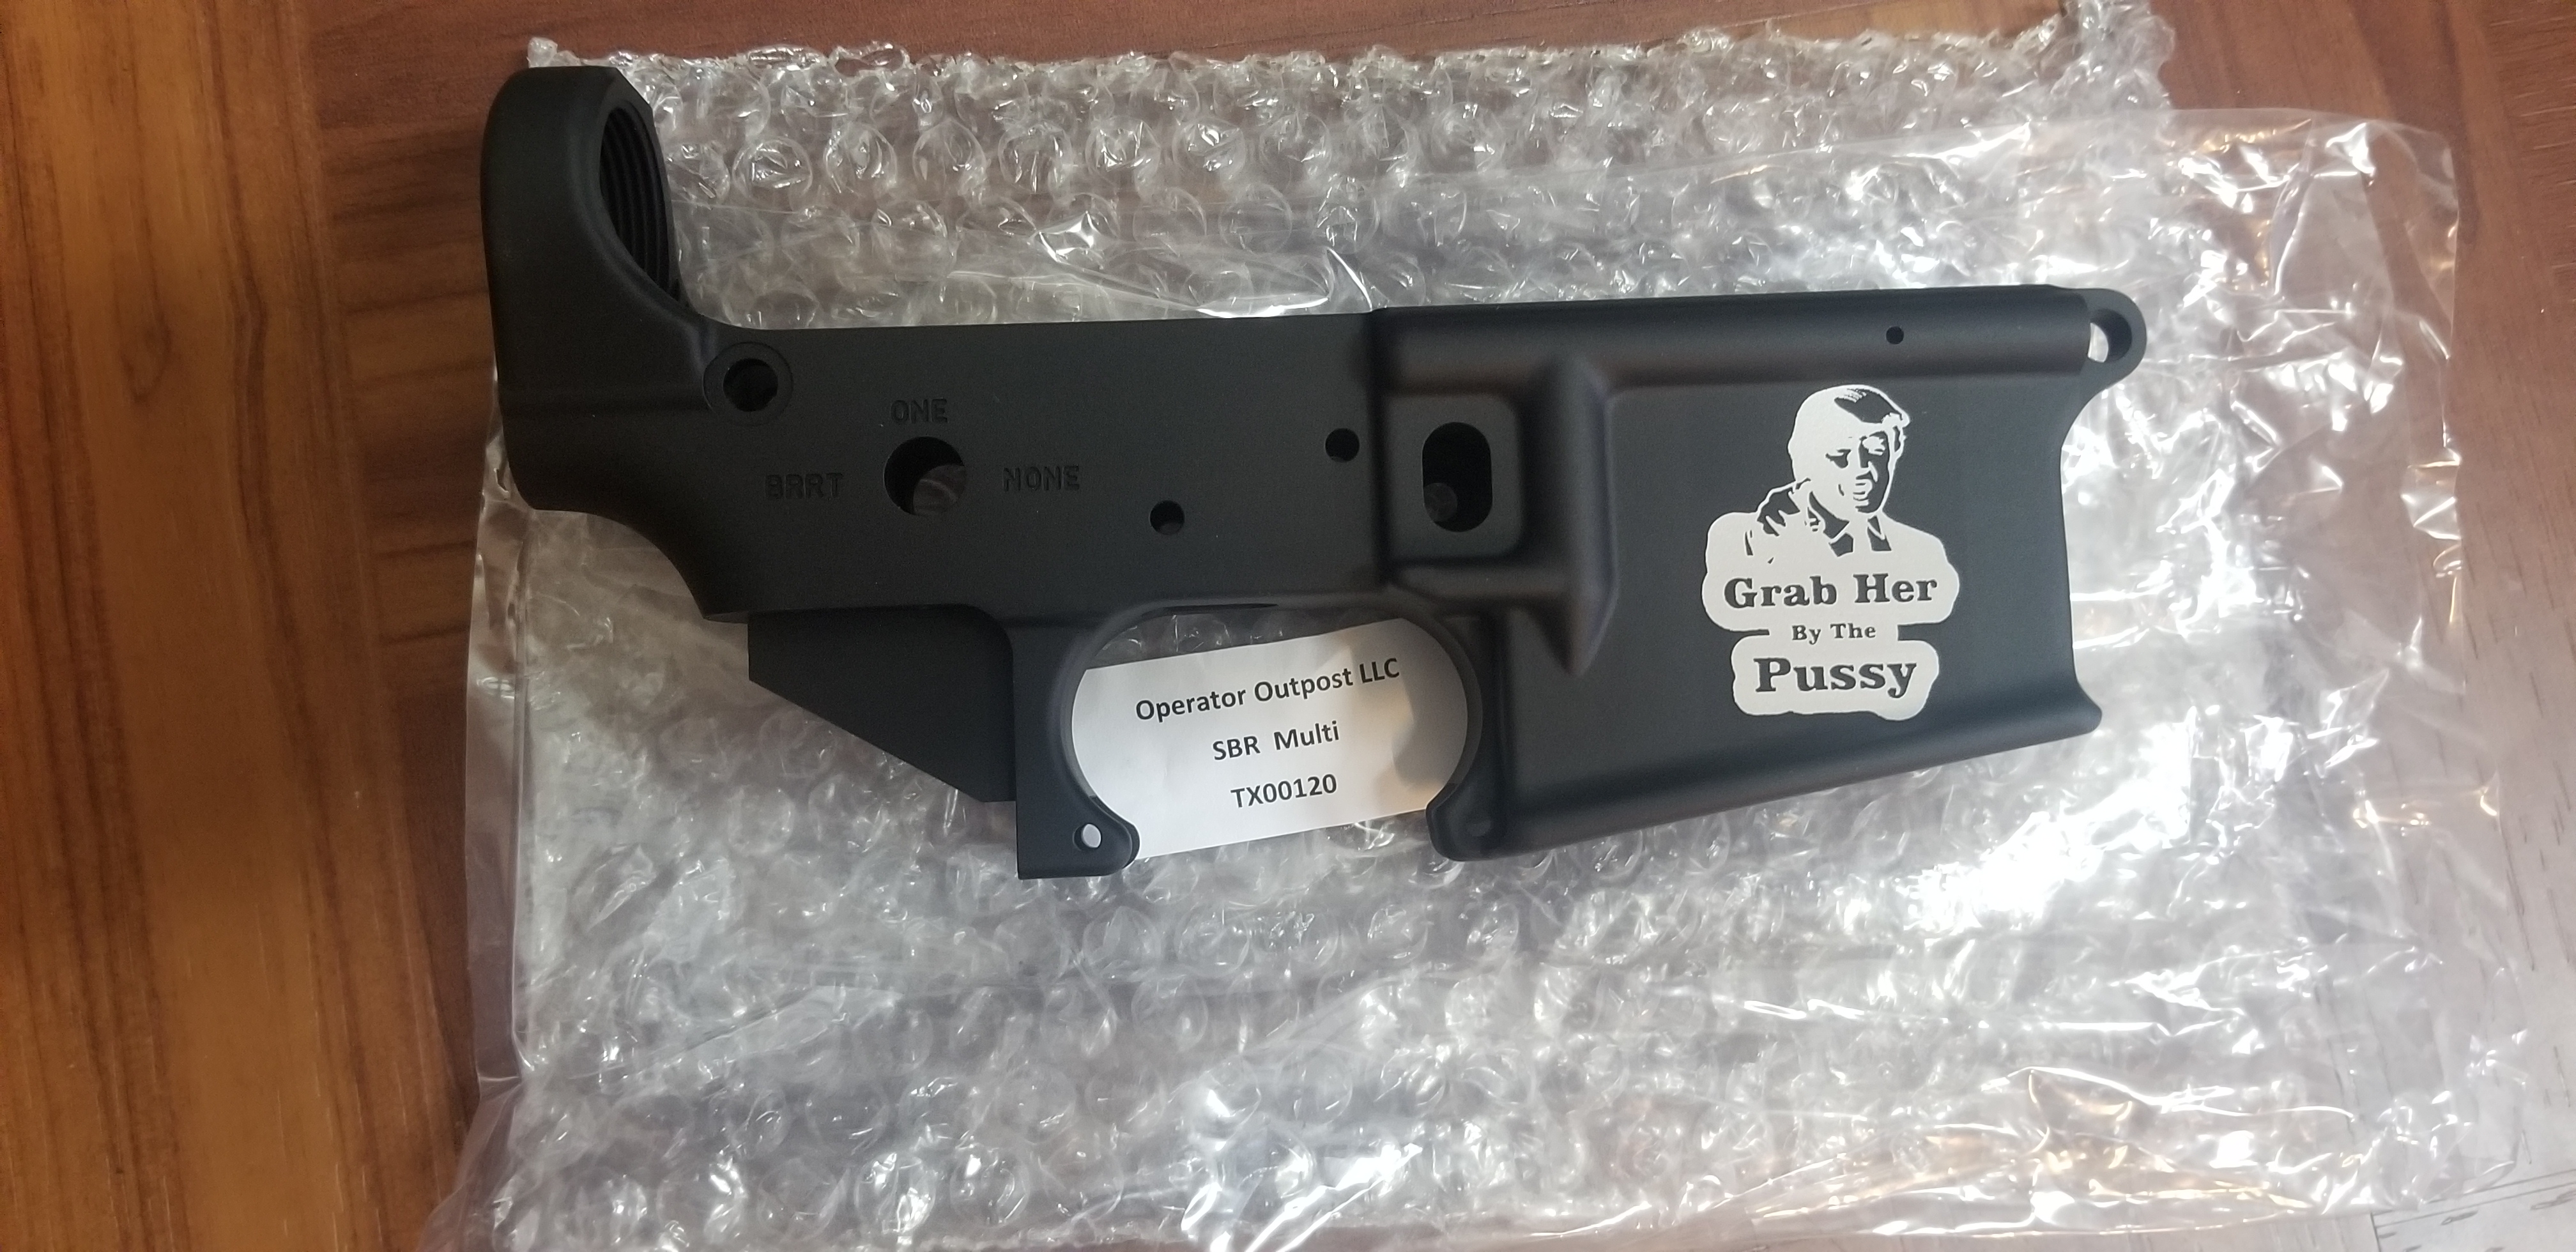 ONE
BRRT
NONE
Grab Her
By The
Pussy
Operator Outpost LLC
SBR Multi
TX00120